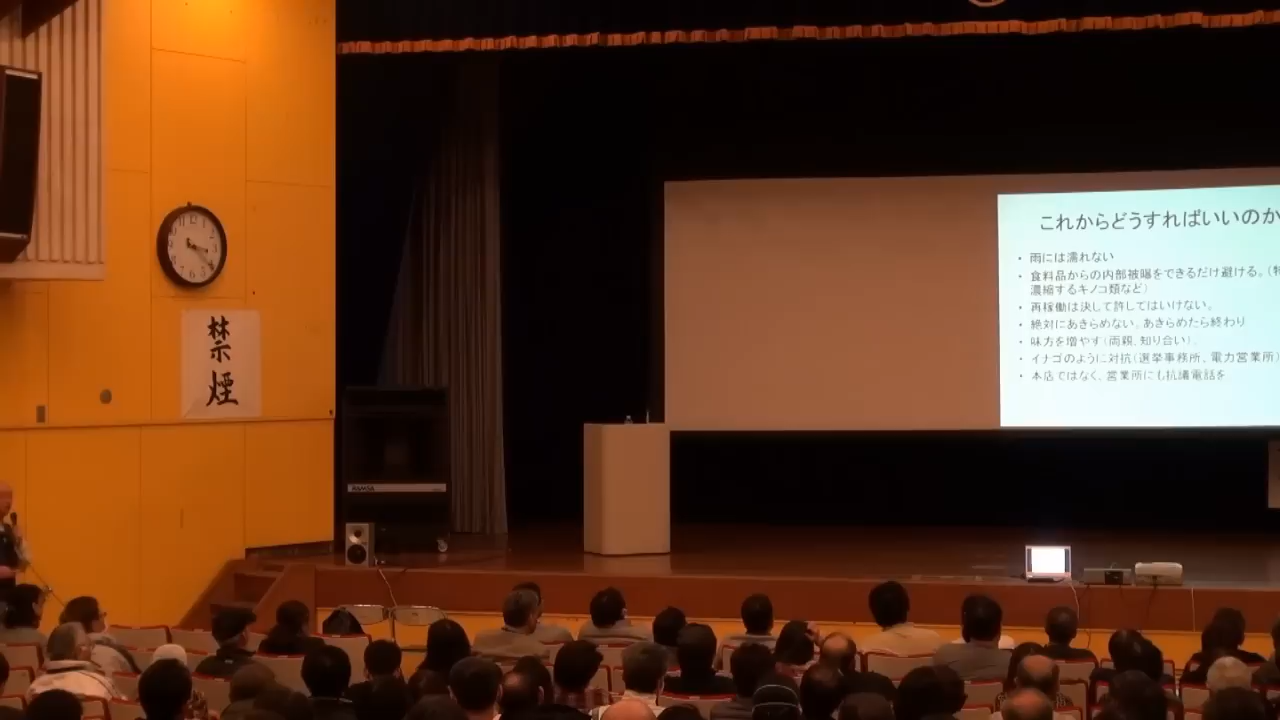 禁煙
RAMSA
これからどうすればいいのか
・ 雨には濡れない
・ 食料品からの内部被曝をできるだけ避ける。（特
濃縮するキノコ類など）
・ 再稼働は決して許してはいけない。
・ 絶対にあきらめない。あきらめたら終わり
・ 味方を増やす（両親、知り合い）
・ イナゴのように対抗（選挙事務所、電力営業所）
・ 本店ではなく、営業所にも抗議電話を